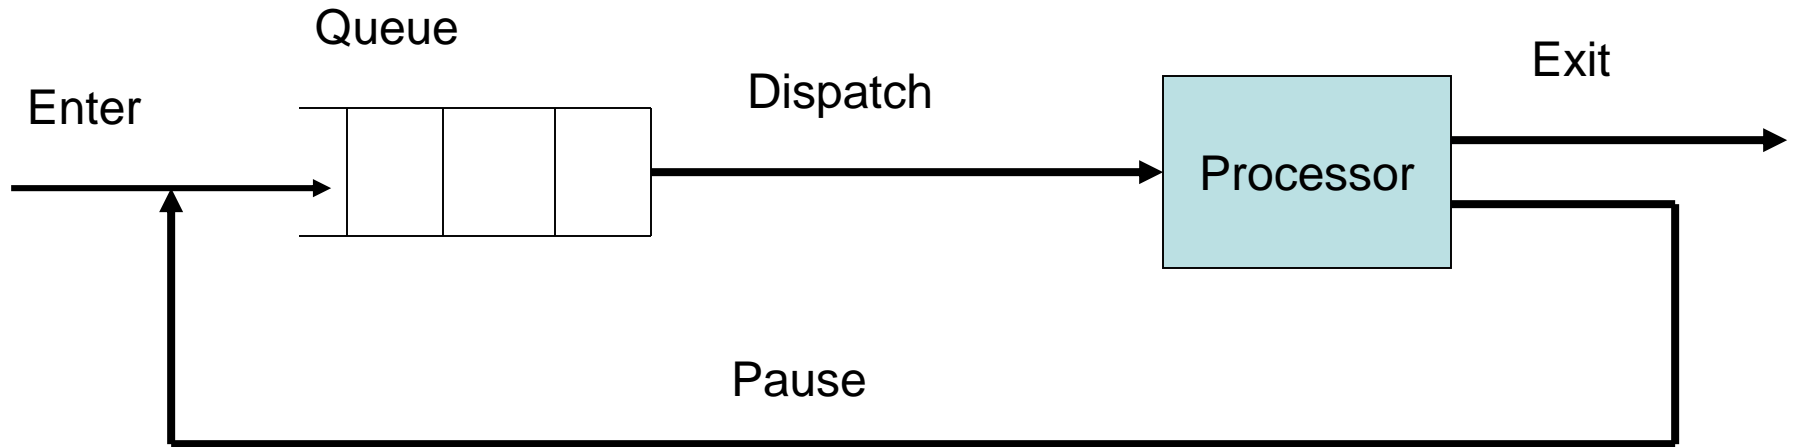 Queue
Enter
Dispatch
Exit
Processor
Pause